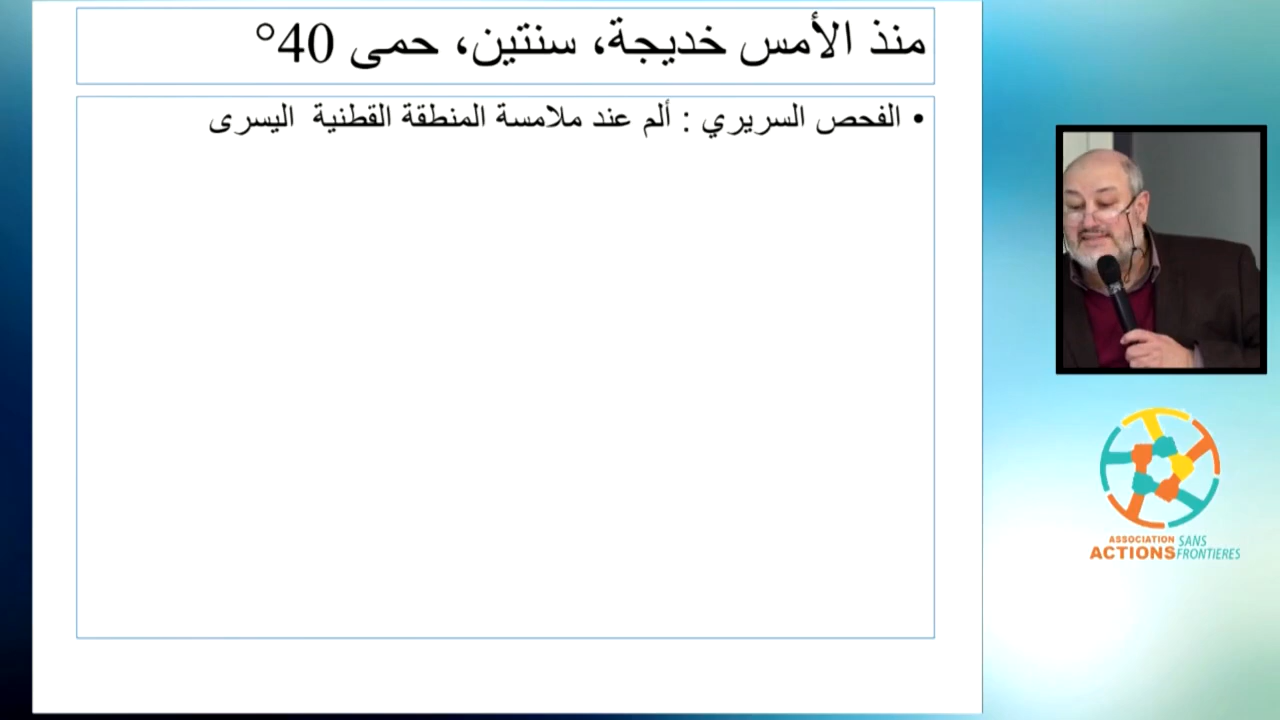 منذ الأمس خديجة، سنتين، حمى 40°
• الفحص السريري : ألم عند ملامسة المنطقة القطنية اليسرى
ASSOCIATION SANS
ACTIONS FRONTIERES